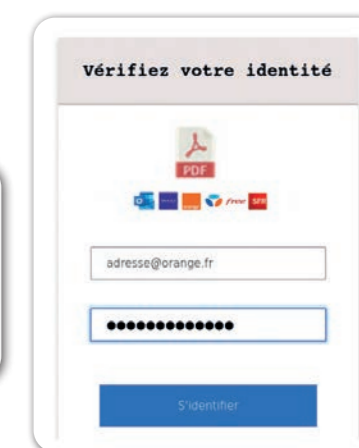 Vérifiez votre identité
PDF
free SFR
adresse@orange.fr
S'identifier